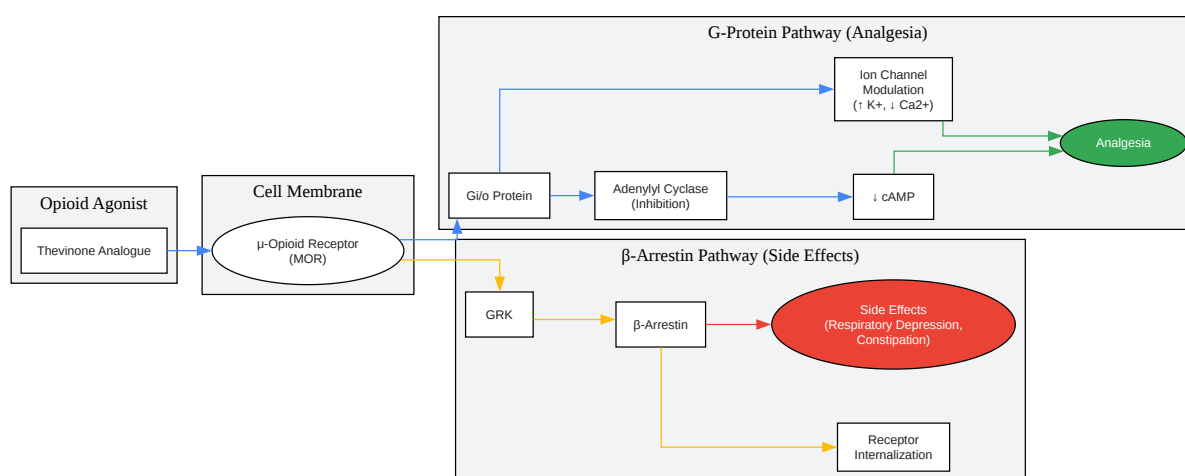 G-Protein Pathway (Analgesia)
Ion Channel
Modulation
(↑ K+, ↓ Ca2+)
Analgesia
Gi/o Protein
Adenylyl Cyclase
(Inhibition)
↓ cAMP
Opioid Agonist
Thevinone Analogue
Cell Membrane
μ-Opioid Receptor
(MOR)
β-Arrestin Pathway (Side Effects)
GRK
β-Arrestin
Side Effects
(Respiratory Depression,
Constipation)
Receptor
Internalization